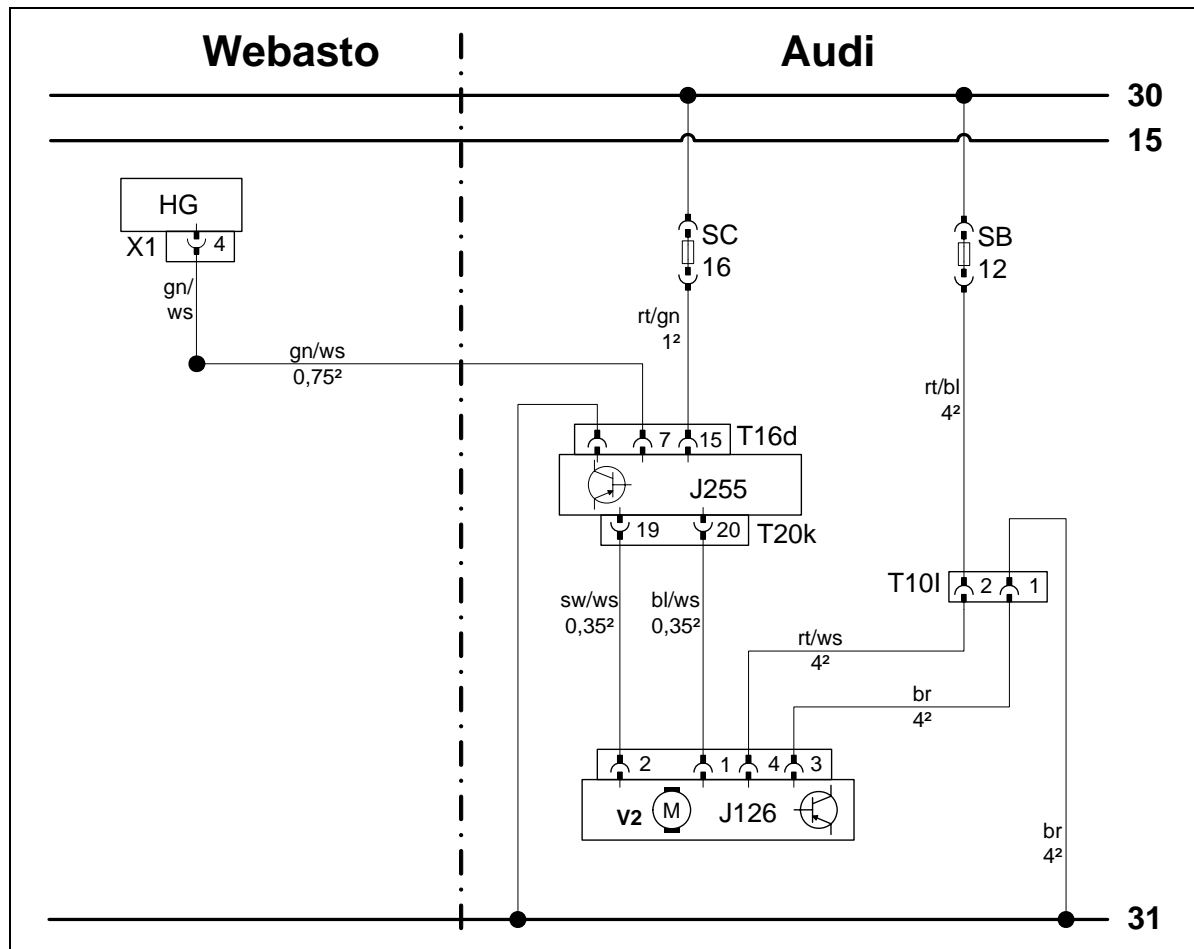 Webasto
Audi
30
15
HG
X1
4
SC
16
SB
12
gn/
ws
rt/gn
1²
gn/ws
0,75²
rt/bl
4²
7
15
T16d
J255
19
20
T20k
T10l
2
1
sw/ws
0,35²
bl/ws
0,35²
rt/ws
4²
br
4²
2
1
4
3
V2
M
J126
br
4²
31